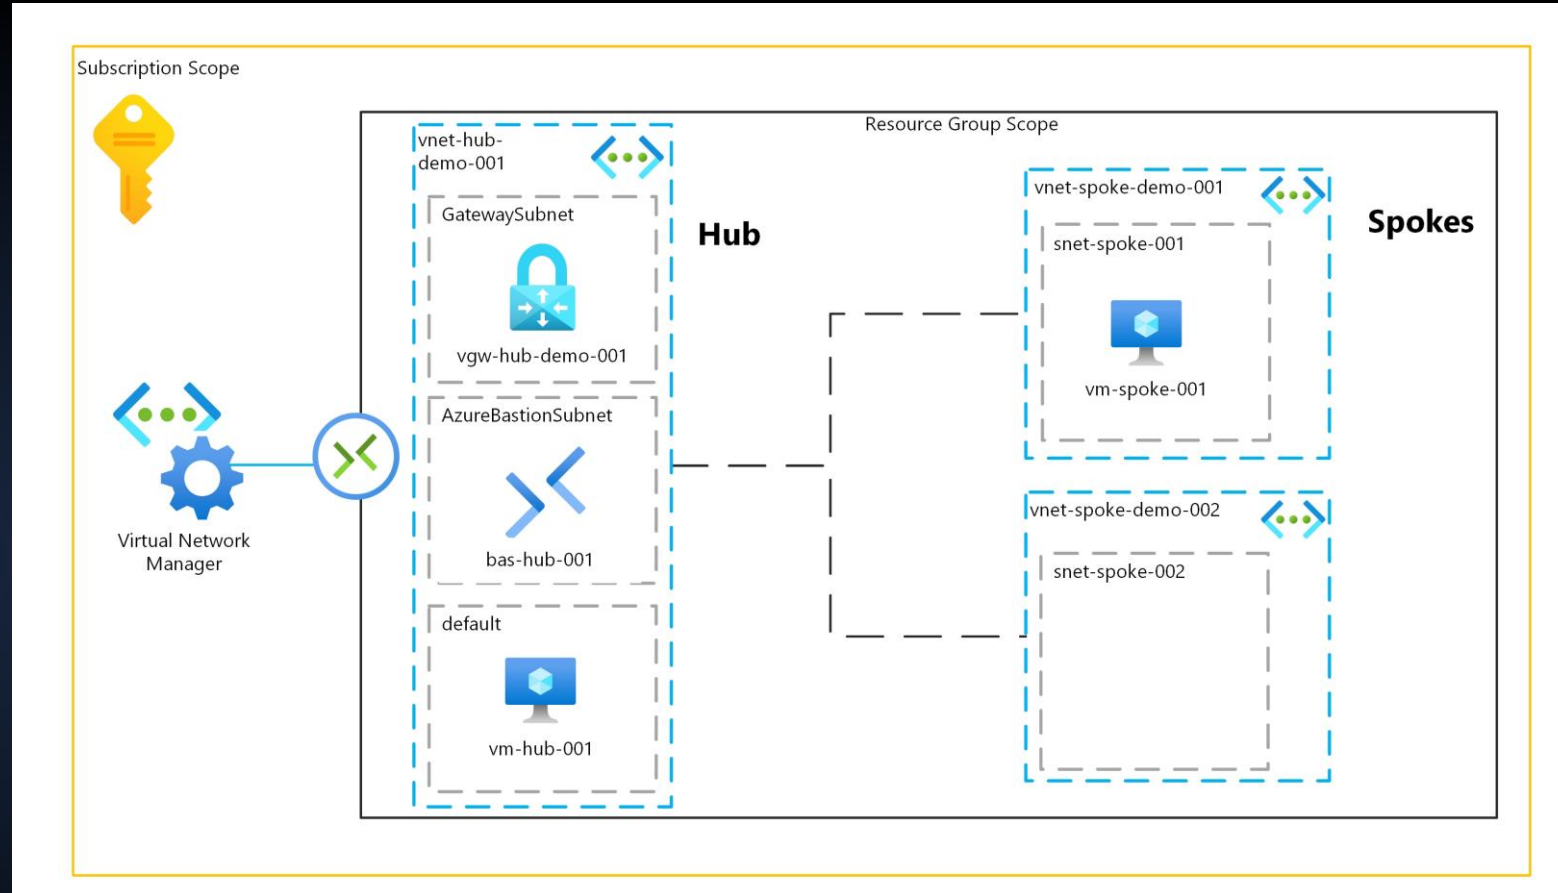 Subscription Scope
Resource Group Scope
vnet-hub-
demo-001
GatewaySubnet
vgw-hub-demo-001
Hub
AzureBastionSubnet
bas-hub-001
default
vm-hub-001
Virtual Network
Manager
vnet-spoke-demo-001
Spokes
snet-spoke-001
vm-spoke-001
vnet-spoke-demo-002
snet-spoke-002